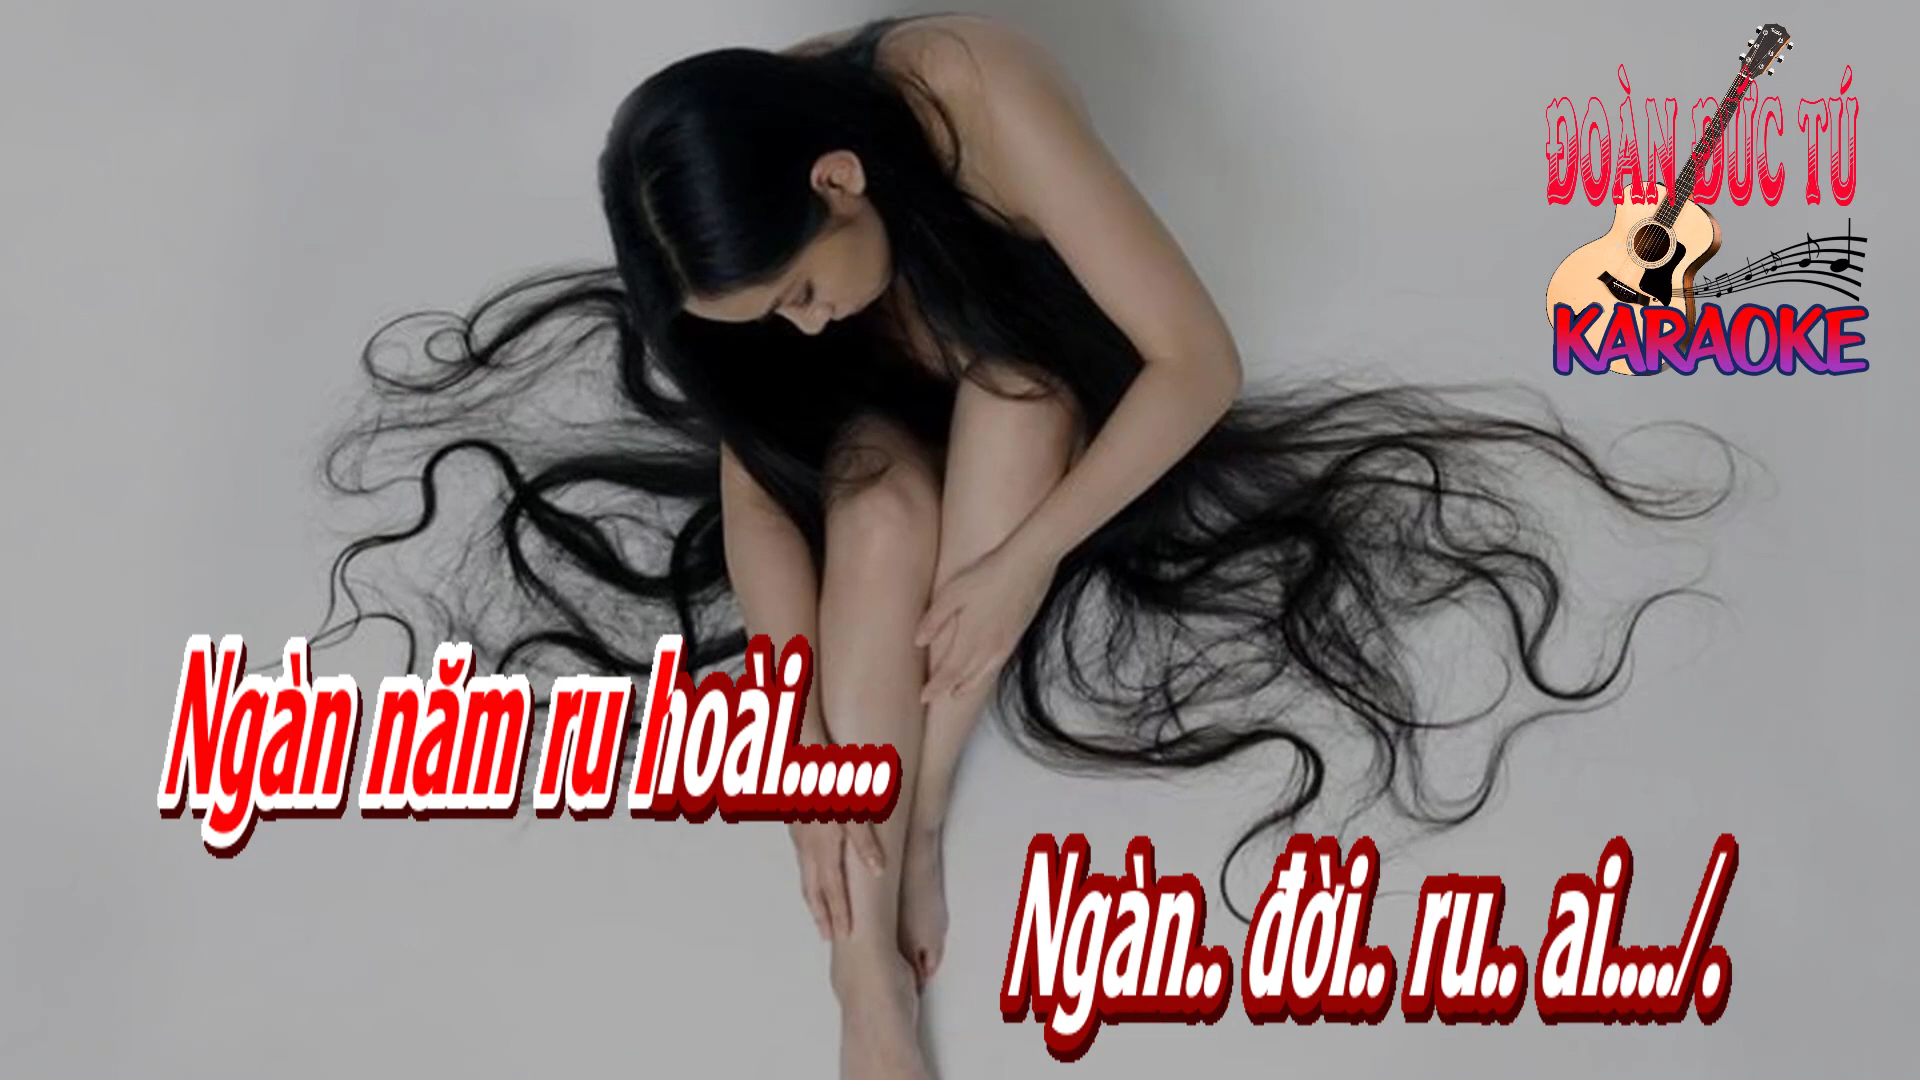 ĐOÀN ĐỨC TÚ
KARAOKE
Ngàn năm ru hoài......
Ngàn.. đời.. ru.. ai..../.